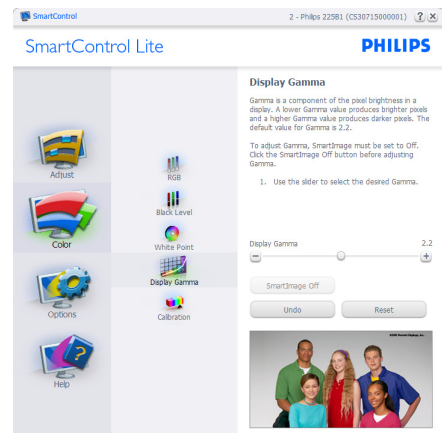 SmartControl
2 - Philips 225B1 (CS30715000001)
?
SmartControl Lite
PHILIPS
Adjust
Color
Options
Help
RGB
Black Level
White Point
Display Gamma
Calibration
Display Gamma
Gamma is a component of the pixel brightness in a
display. A lower Gamma value produces brighter pixels
and a higher Gamma value produces darker pixels. The
default value for Gamma is 2.2.
To adjust Gamma, SmartImage must be set to Off.
Click the SmartImage Off button before adjusting
Gamma.
1. Use the slider to select the desired Gamma.
Display Gamma 2.2
SmartImage Off
Undo Reset